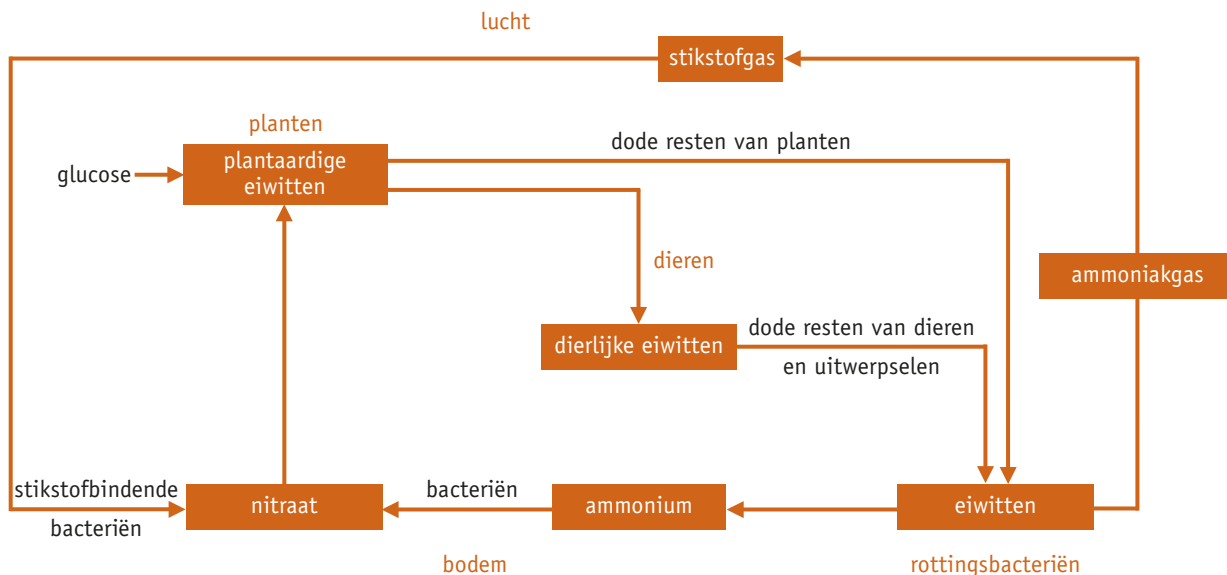 lucht
stikstofgas
planten
dode resten van planten
plantaardige
eiwitten
glucose
dieren
ammoniakgas
dode resten van dieren
dierlijke eiwitten
en uitwerpselen
stikstofbindende
bacteriën
nitraat
bacteriën
ammonium
eiwitten
bodem
rottingsbacteriën